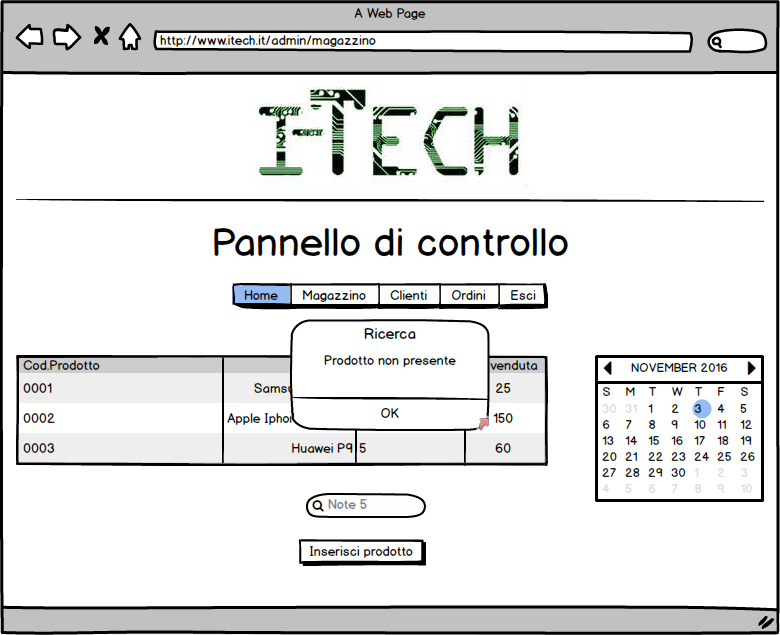 A Web Page
http://www.itech.it/admin/magazzino
I-TECH
Pannello di controllo
Home Magazzino Clienti Ordini Esci
Ricerca
Prodotto non presente
OK
Cod.Prodotto venduta
0001 25
0002 Apple 150
0003 Huawei P9 5 60
NOVEMBER 2016
S M T W T F S
30 31 1 2 3 4 5
6 7 8 9 10 11 12
13 14 15 16 17 18 19
20 21 22 23 24 25 26
27 28 29 30 1 2 3
4 5 6 7 8 9 10
Note 5
Inserisci prodotto